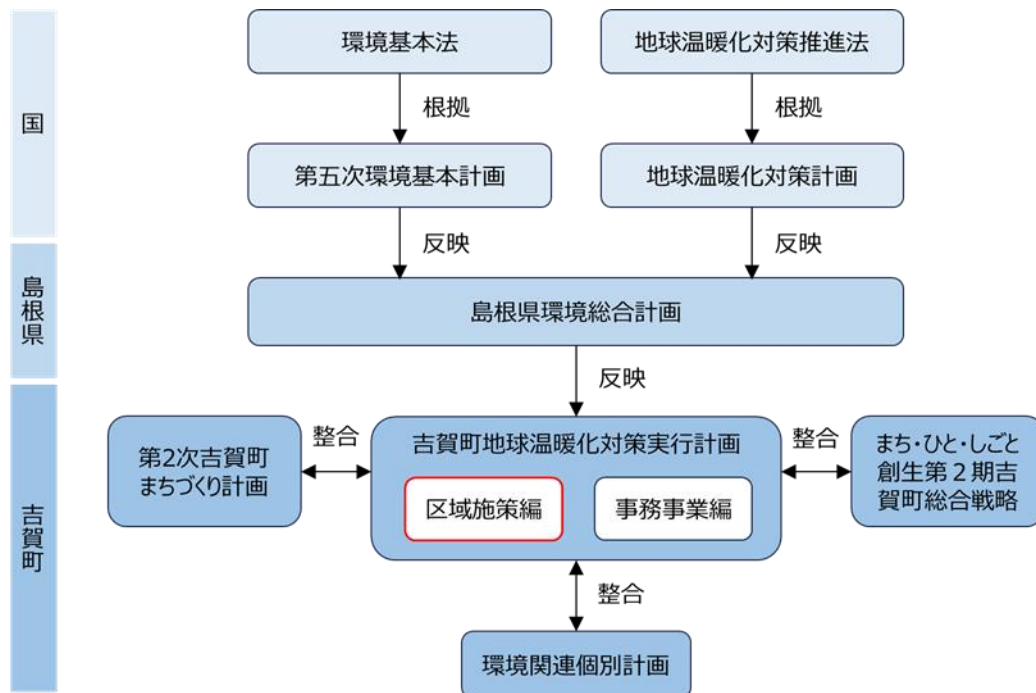 国
環境基本法
地球温暖化対策推進法
根拠
根拠
第五次環境基本計画
地球温暖化対策計画
反映
反映
島根県
島根県環境総合計画
反映
吉賀町
第2次吉賀町
まちづくり計画
整合
吉賀町地球温暖化対策実行計画
区域施策編
事務事業編
整合
まち・ひと・しごと
創生第２期吉
賀町総合戦略
整合
環境関連個別計画